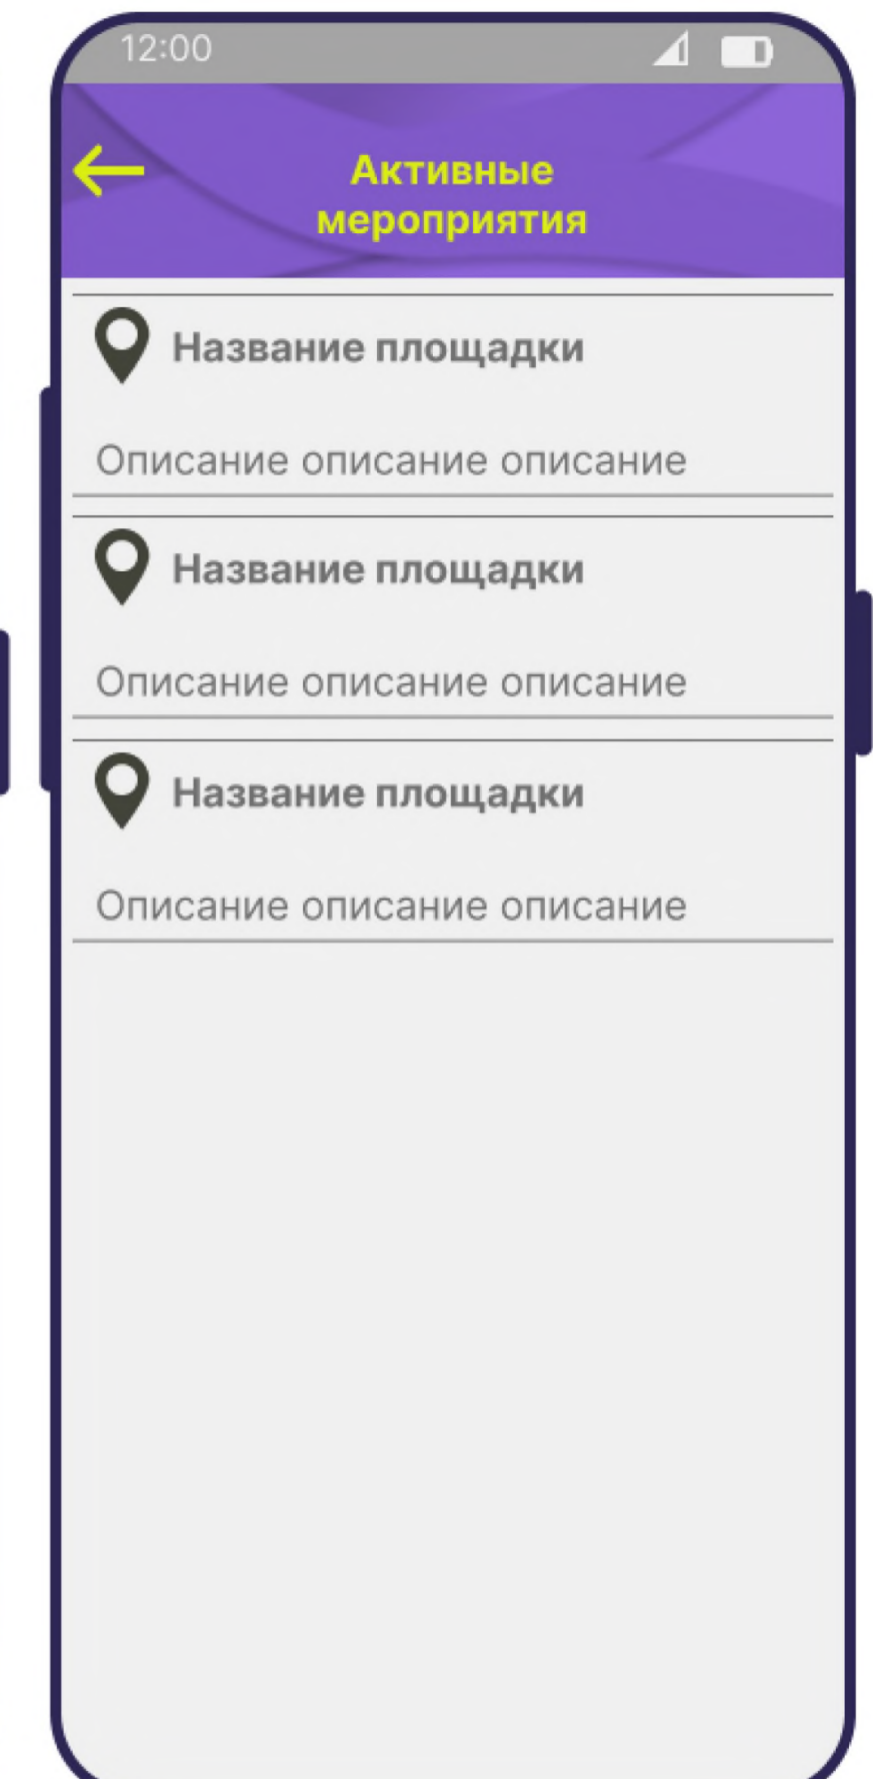 12:00
Активные
мероприятия
Название площадки
Описание описание описание
Название площадки
Описание описание описание
Название площадки
Описание описание описание